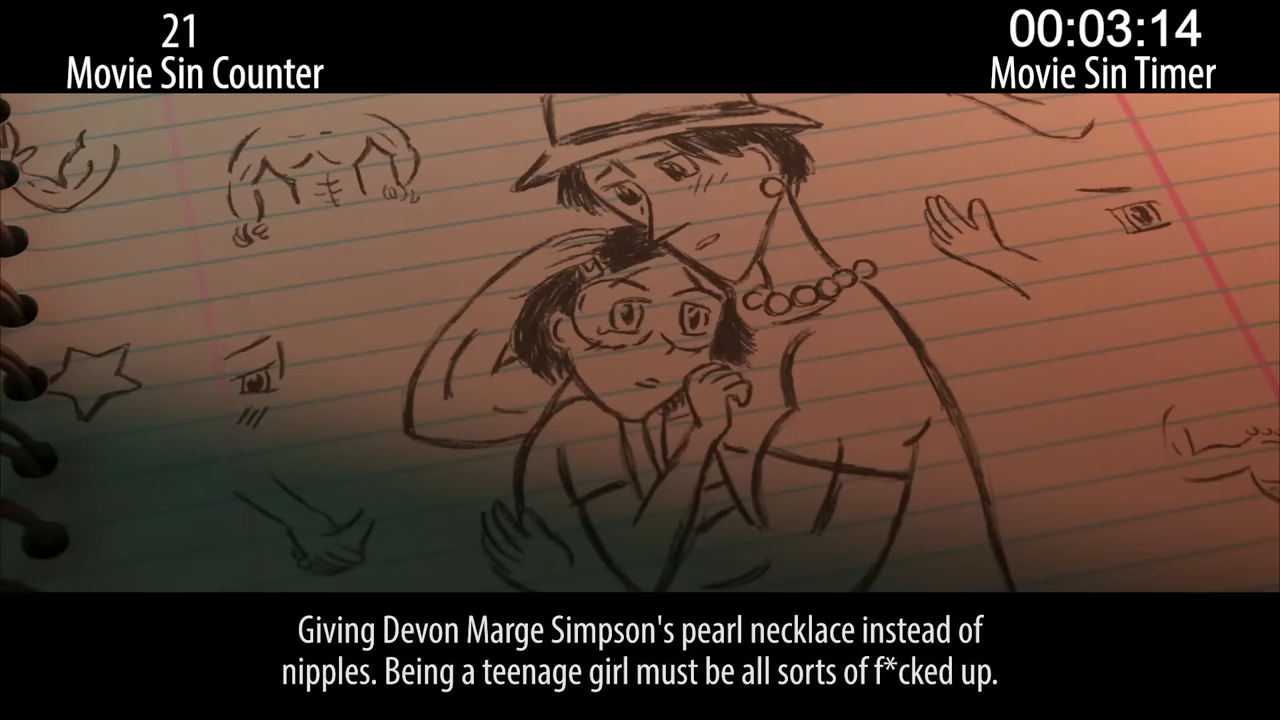 21
Movie Sin Counter
00:03:14
Movie Sin Timer
Giving Devon Marge Simpson's pearl necklace instead of
nipples. Being a teenage girl must be all sorts of f*cked up.